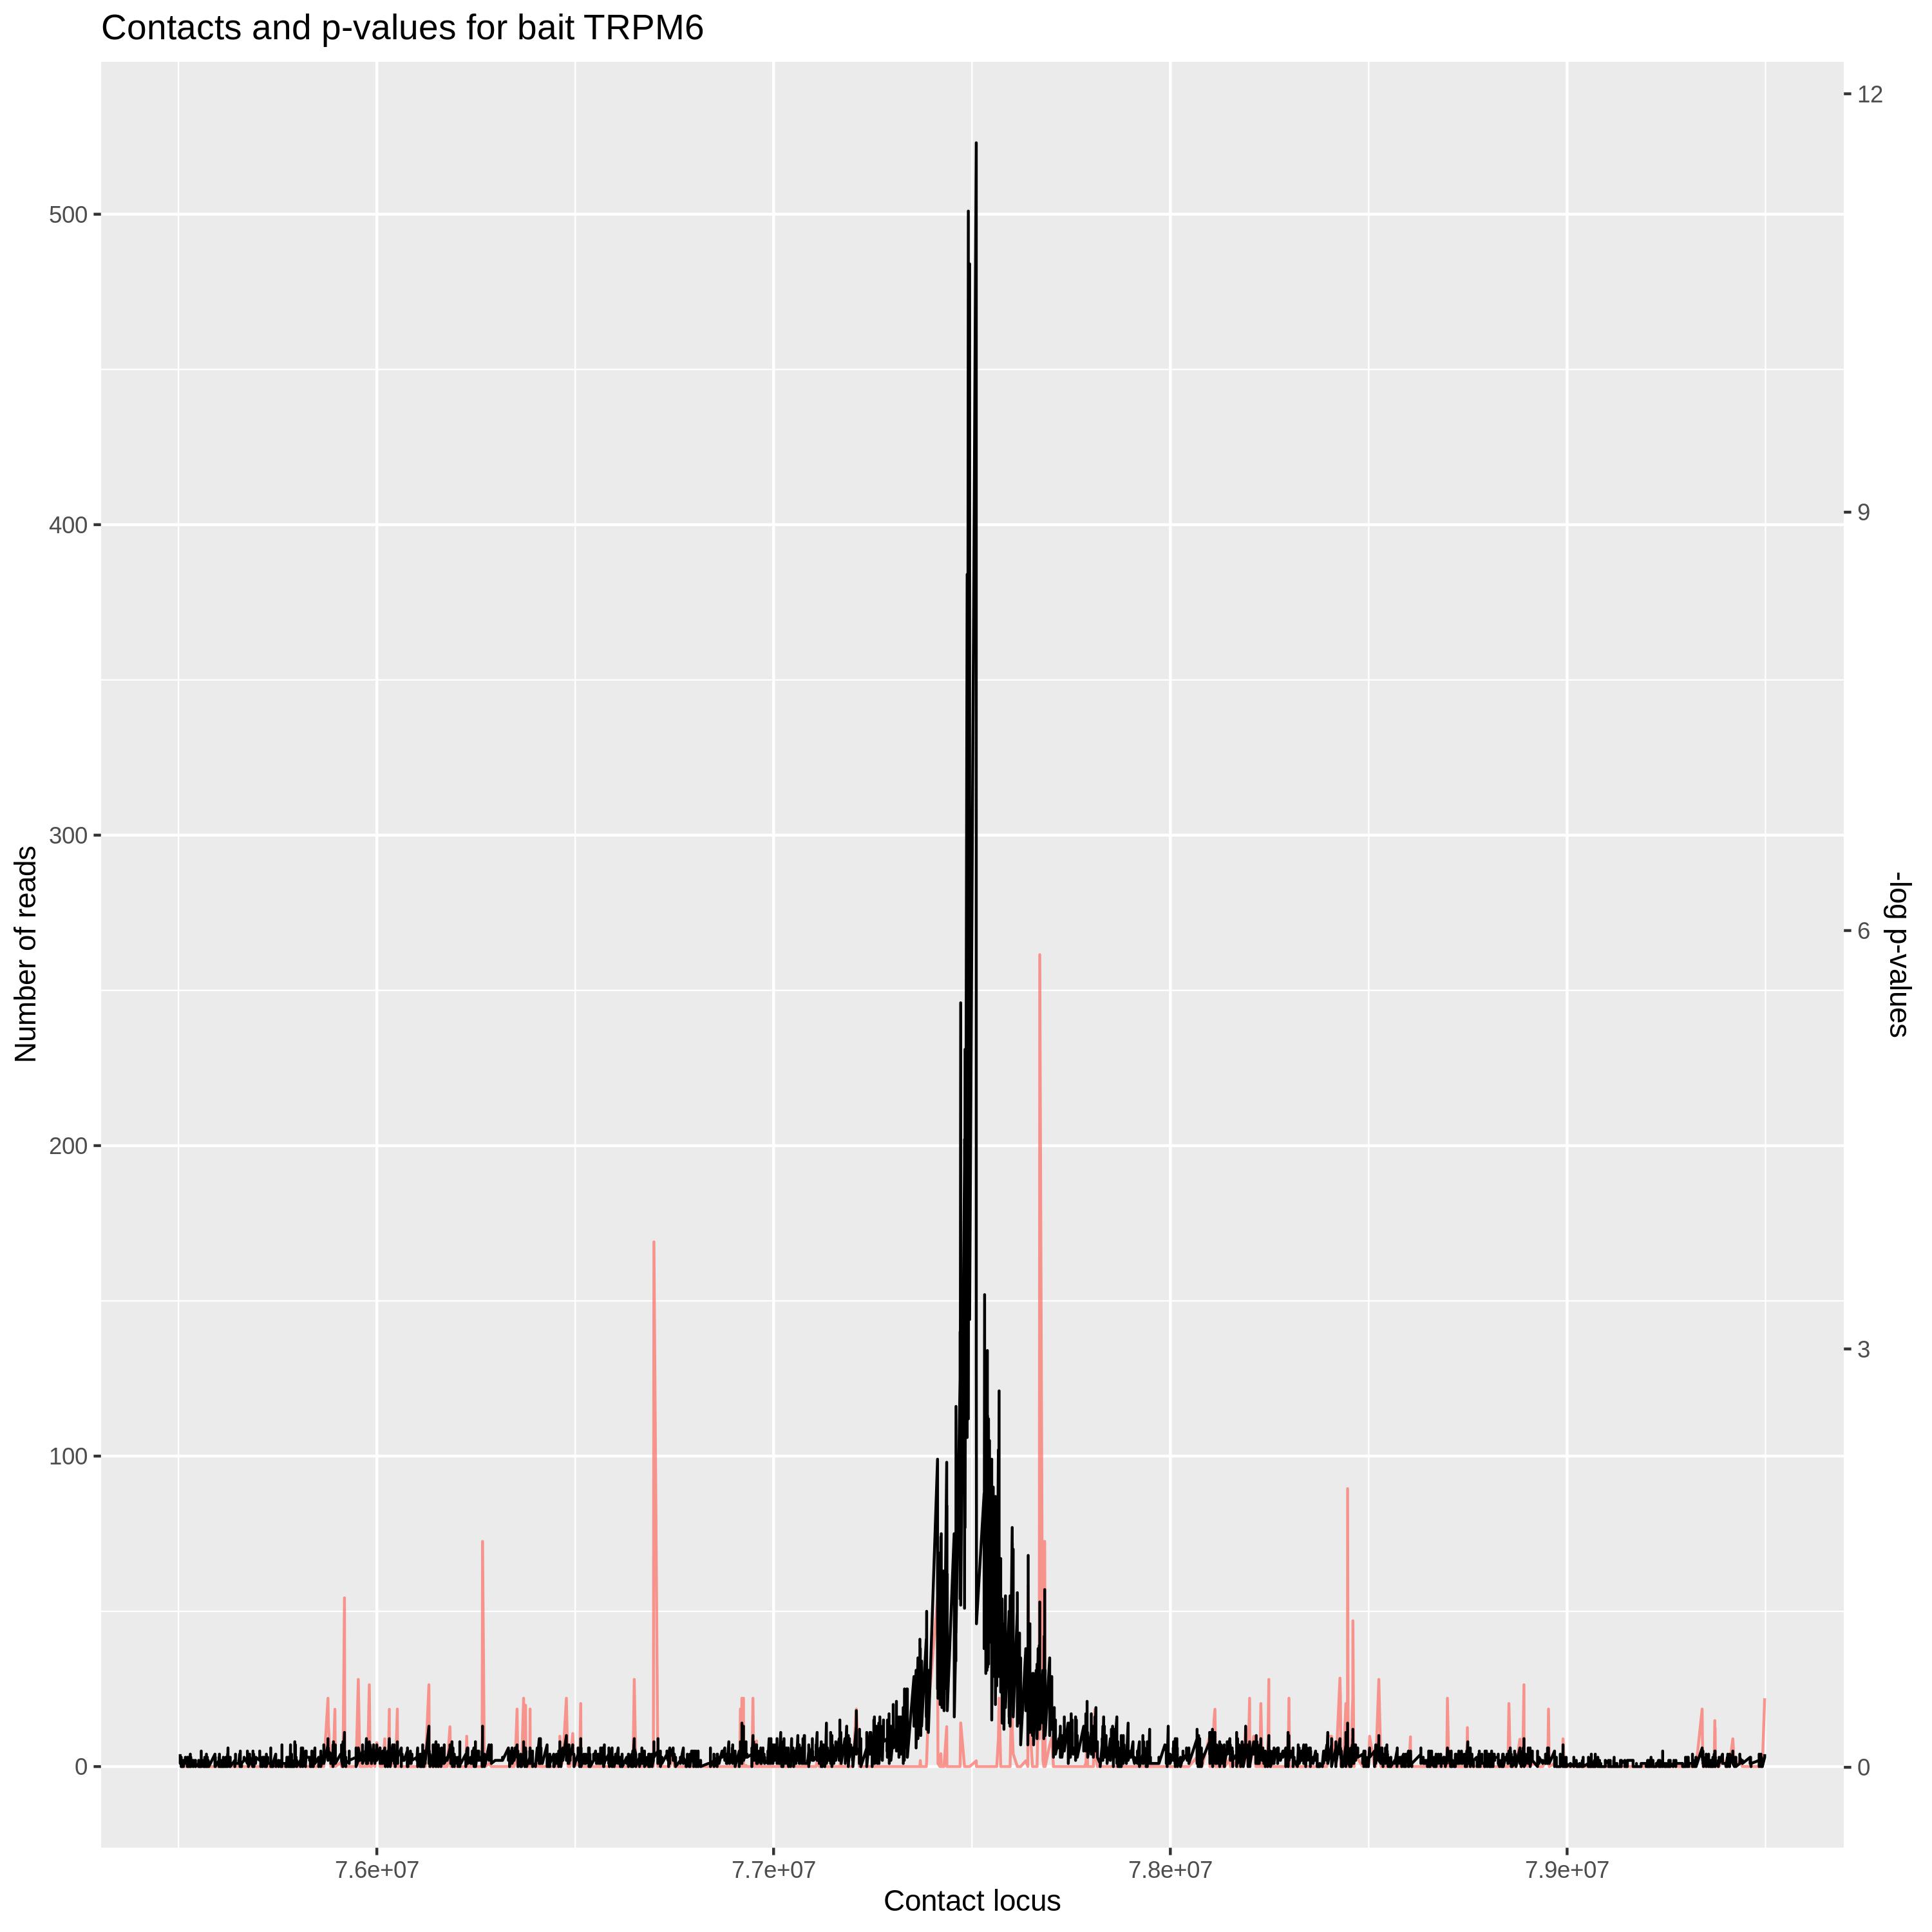 Contacts and p-values for bait TRPM6
12
500
400
9
300
6
Number of reads
-log p-values
200
3
100
0
0
7.6e+07
7.7e+07
7.8e+07
7.9e+07
Contact locus